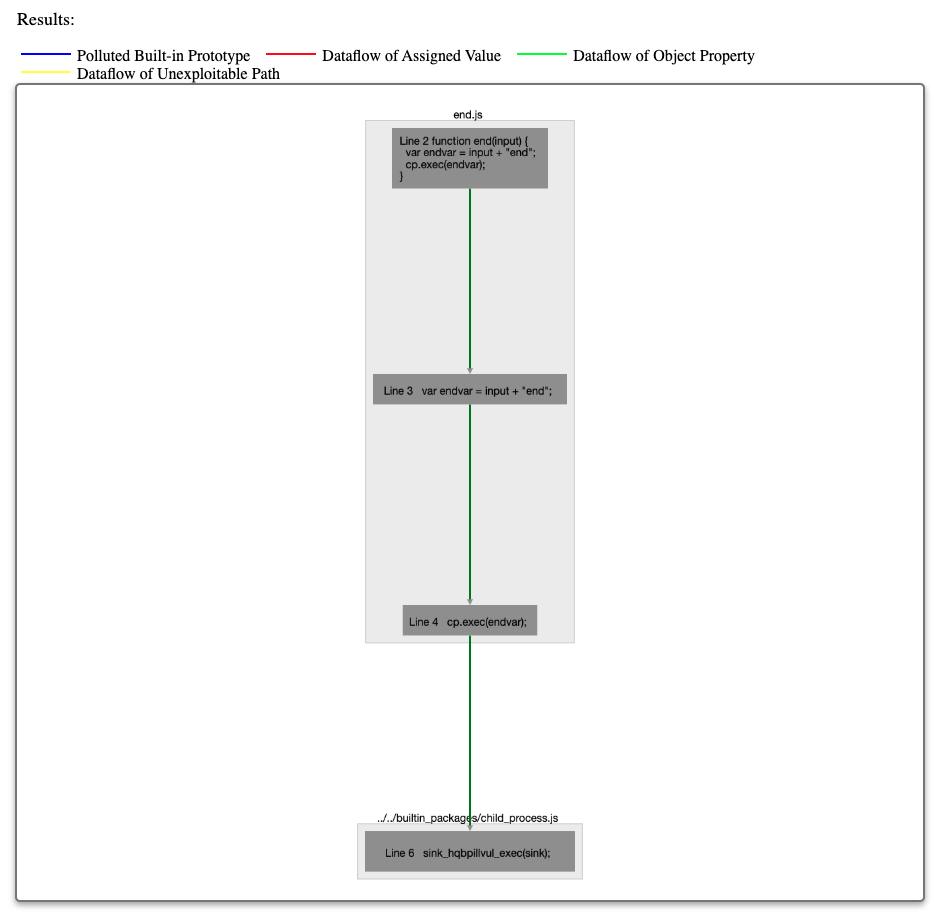 Results:
Polluted Built-in Prototype Dataflow of Assigned Value Dataflow of Object Property
Dataflow of Unexploitable Path
end.js
Line 2 function end(input) {
var endvar = input + "end";
cp.exec(endvar);
}
Line 3 var endvar = input + "end";
Line 4 cp.exec(endvar);
../../builtin_packages/child_process.js
Line 6 sink_hqbpillvul_exec(sink);